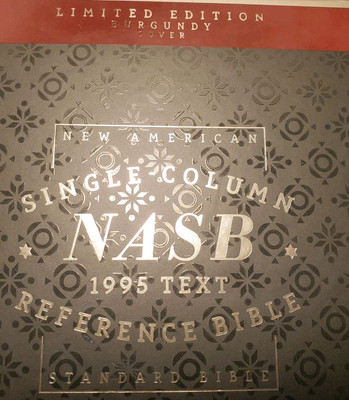 LIMITED EDITION
BURGUNDY
COVER
NEW AMERICAN
SINGLE COLUMN
NASB
1995 TEXT
REFERENCE BIBLE
STANDARD BIBLE